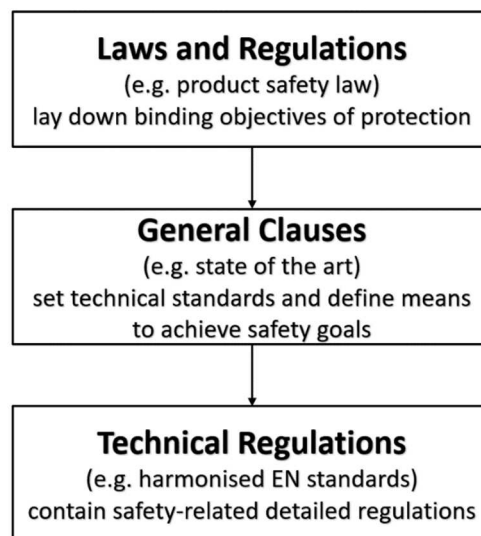 Laws and Regulations
(e.g. product safety law)
lay down binding objectives of protection
General Clauses
(e.g. state of the art)
set technical standards and define means
to achieve safety goals
Technical Regulations
(e.g. harmonised EN standards)
contain safety-related detailed regulations